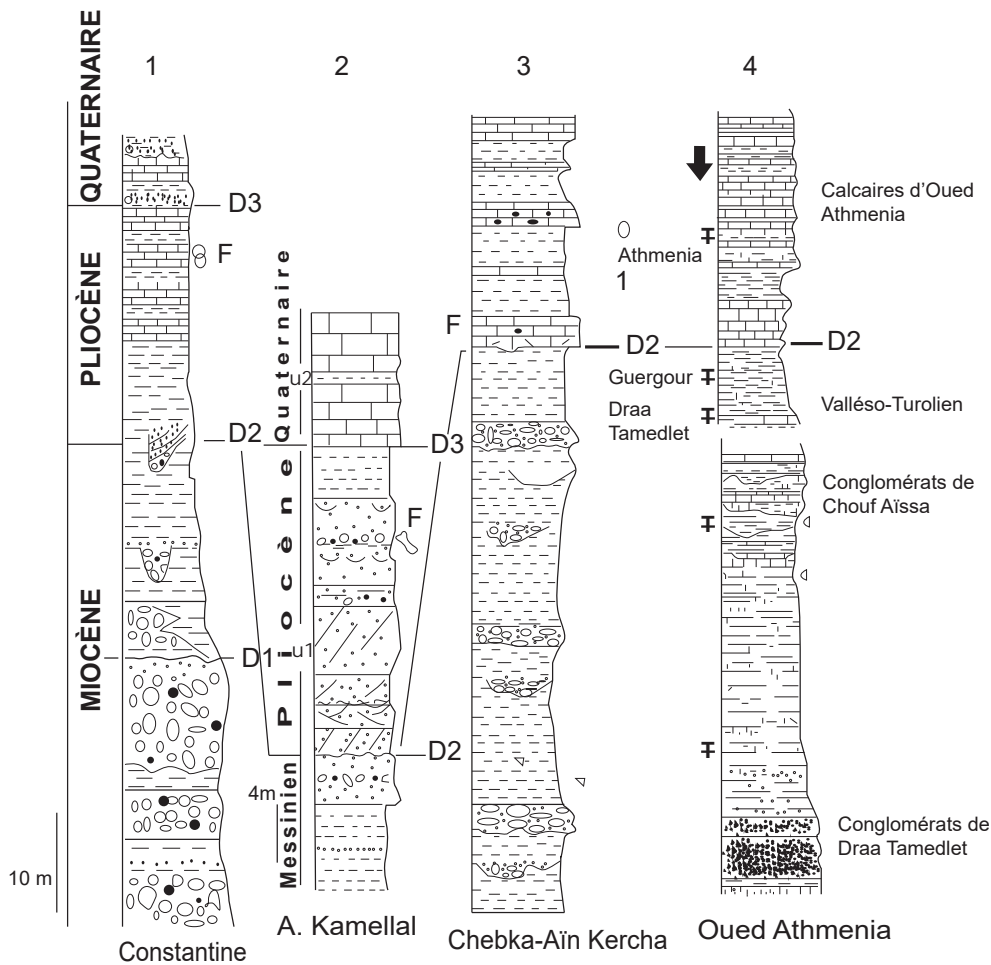 1
2
3
4
QUATERNAIRE
PLIOCÈNE
MIOCÈNE
D3
F
D2
D1
10 m
Constantine
Quaternaire
Pliocène
Messinien
u2
u1
4m
D3
F
D2
A. Kamellal
F
D2
Chebka-Aïn Kercha
Athmenia
1
Guergour
Draa
Tamedlet
D2
Calcaires d'Oued
Athmenia
Valléso-Turolien
Conglomérats de
Chouf Aïssa
Conglomérats de
Draa Tamedlet
Oued Athmenia